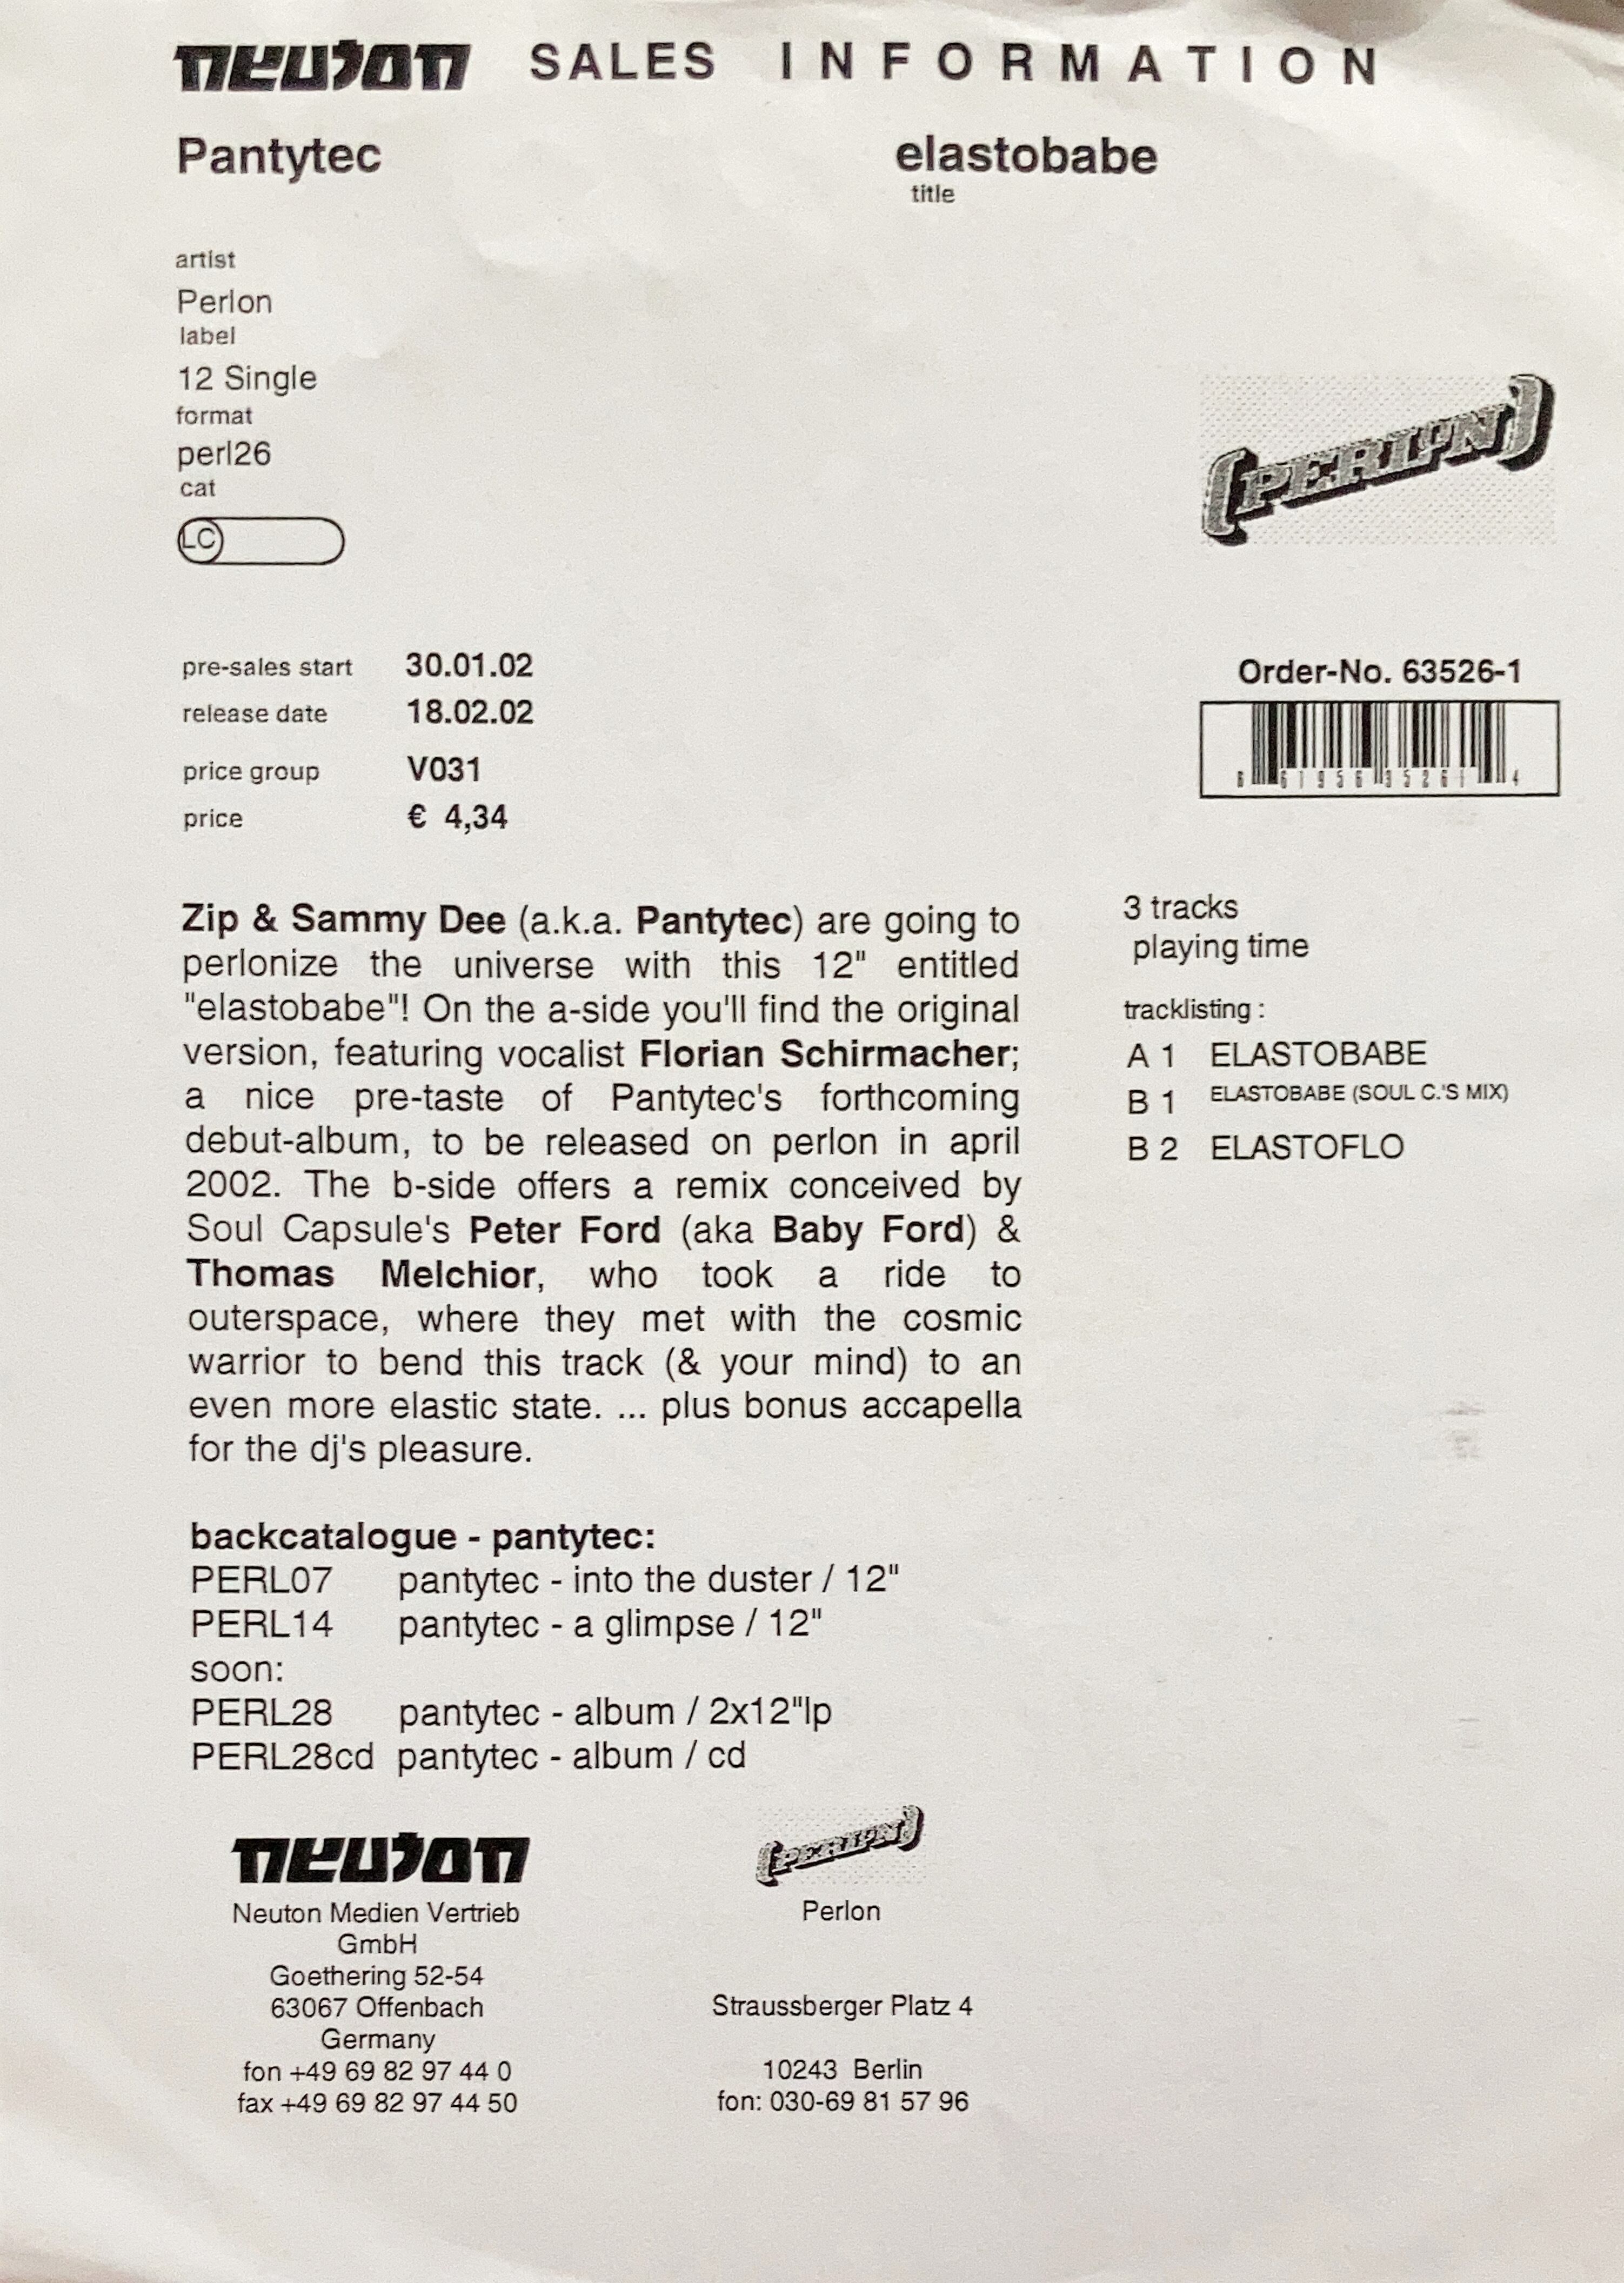 neuton SALES INFORMATION
Pantytec
elastobabe
title
artist
Perlon
label
12 Single
format
perl26
cat
LC
(PERLON)
pre-sales start 30.01.02
release date 18.02.02
price group V031
price € 4,34
Order-No. 63526-1
6 61956 35261 4
Zip & Sammy Dee (a.k.a. Pantytec) are going to
perlonize the universe with this 12" entitled
"elastobabe"! On the a-side you'll find the original
version, featuring vocalist Florian Schirmacher;
a nice pre-taste of Pantytec's forthcoming
debut-album, to be released on perlon in april
2002. The b-side offers a remix conceived by
Soul Capsule's Peter Ford (aka Baby Ford) &
Thomas Melchior, who took a ride to
outerspace, where they met with the cosmic
warrior to bend this track (& your mind) to an
even more elastic state. ... plus bonus accapella
for the dj's pleasure.
3 tracks
playing time
tracklisting :
A 1 ELASTOBABE
B 1 ELASTOBABE (SOUL C.'S MIX)
B 2 ELASTOFLO
backcatalogue - pantytec:
PERL07 pantytec - into the duster / 12"
PERL14 pantytec - a glimpse / 12"
soon:
PERL28 pantytec - album / 2x12"lp
PERL28cd pantytec - album / cd
neuton
Neuton Medien Vertrieb
GmbH
Goethering 52-54
63067 Offenbach
Germany
fon +49 69 82 97 44 0
fax +49 69 82 97 44 50
(PERLON)
Perlon
Straussberger Platz 4
10243 Berlin
fon: 030-69 81 57 96